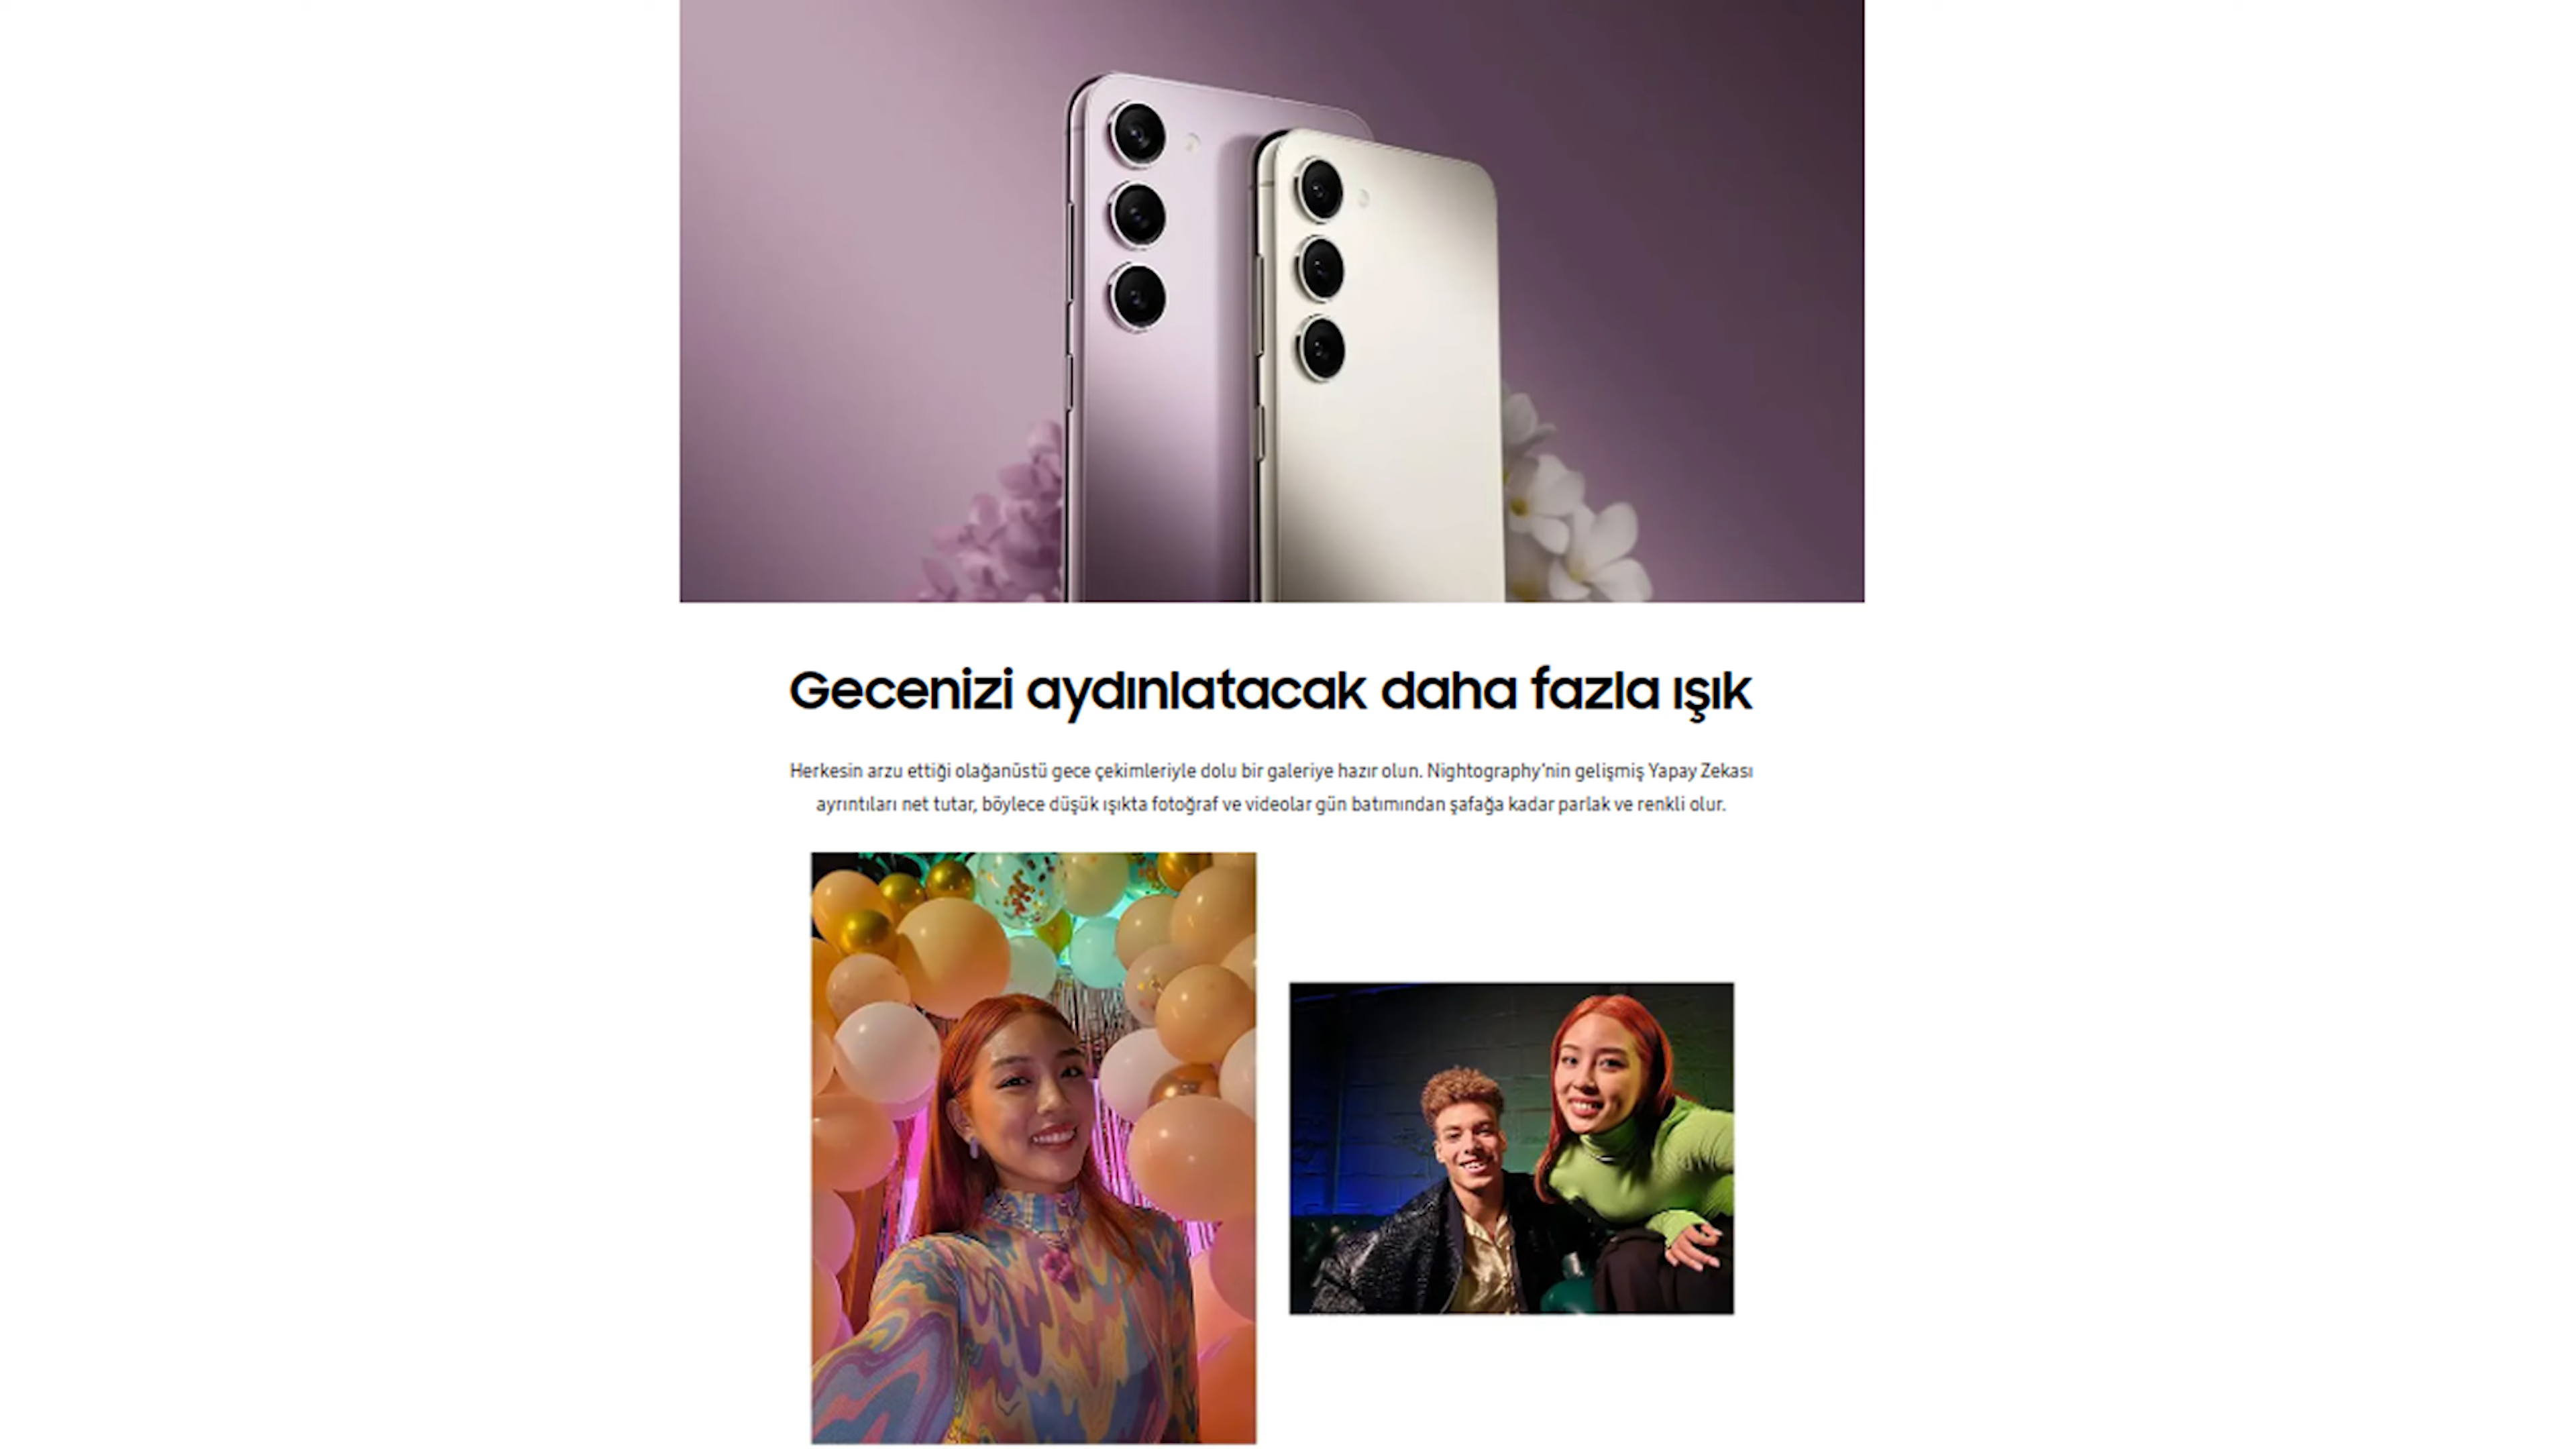 Gecenizi aydınlatacak daha fazla ışık
Herkesin arzu ettiği olağanüstü gece çekimleriyle dolu bir galeriye hazır olun. Nightography'nin gelişmiş Yapay Zekası
ayrıntıları net tutar, böylece düşük ışıkta fotoğraf ve videolar gün batımından şafağa kadar parlak ve renkli olur.